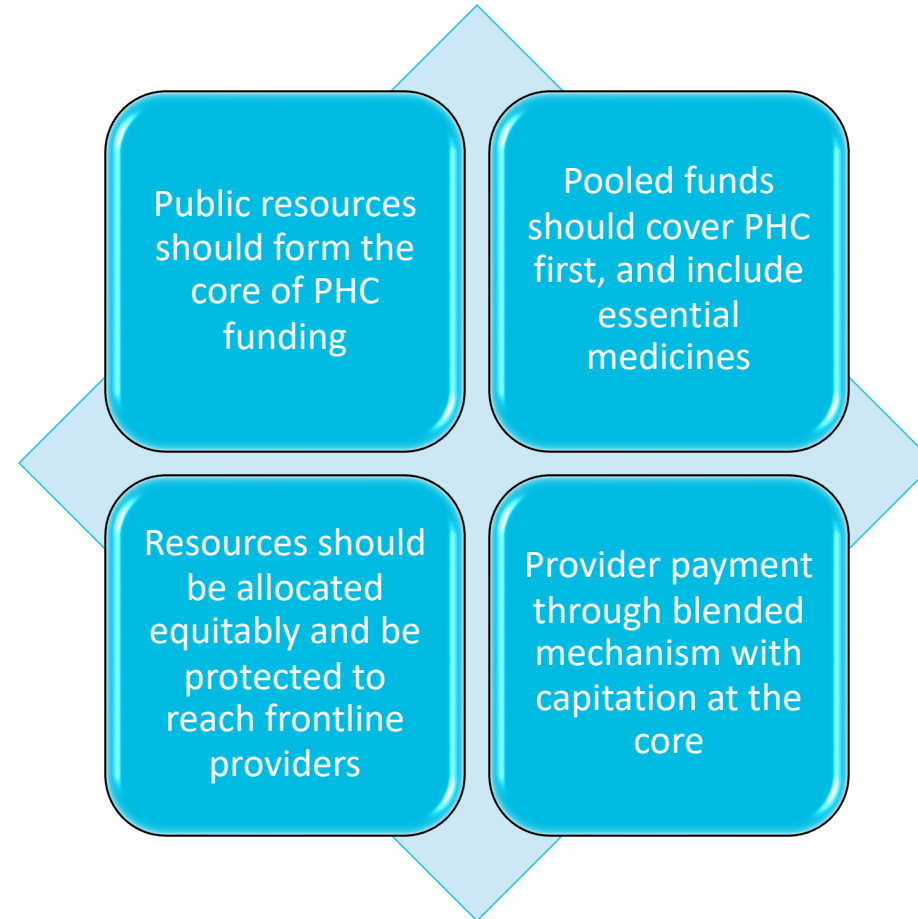 Public resources
should form the
core of PHC
funding
Pooled funds
should cover PHC
first, and include
essential
medicines
Resources should
be allocated
equitably and be
protected to
reach frontline
providers
Provider payment
through blended
mechanism with
capitation at the
core